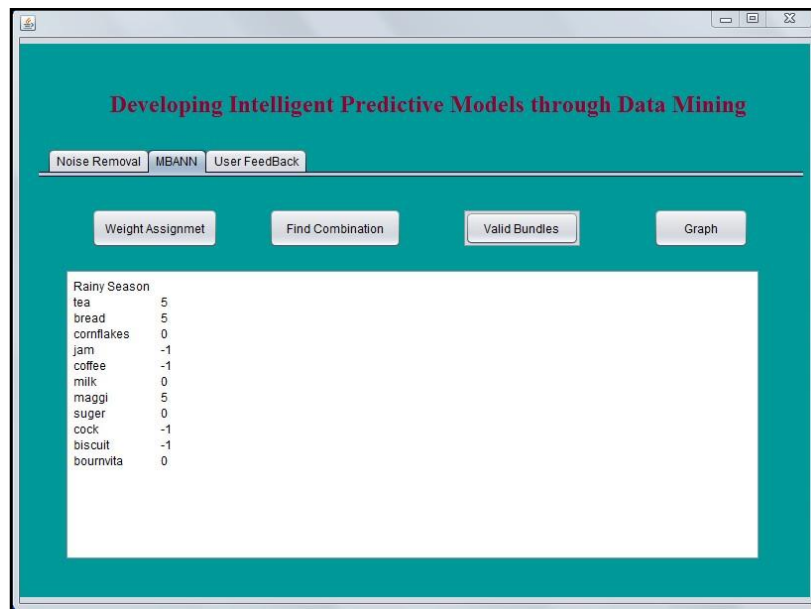 Developing Intelligent Predictive Models through Data Mining
Noise Removal MBANN User FeedBack
Weight Assignmet Find Combination Valid Bundles Graph
Rainy Season
tea 5
bread 5
cornflakes 0
jam -1
coffee -1
milk 0
maggi 5
suger 0
cock -1
biscuit -1
bournvita 0